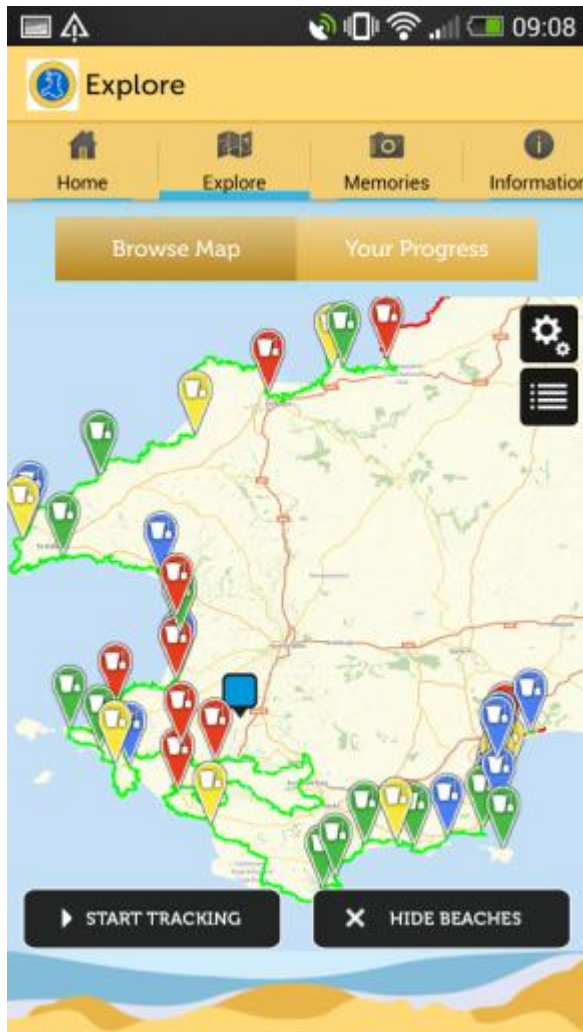 09:08
Explore
Home
Explore
Memories
Information
Browse Map
Your Progress
START TRACKING
HIDE BEACHES